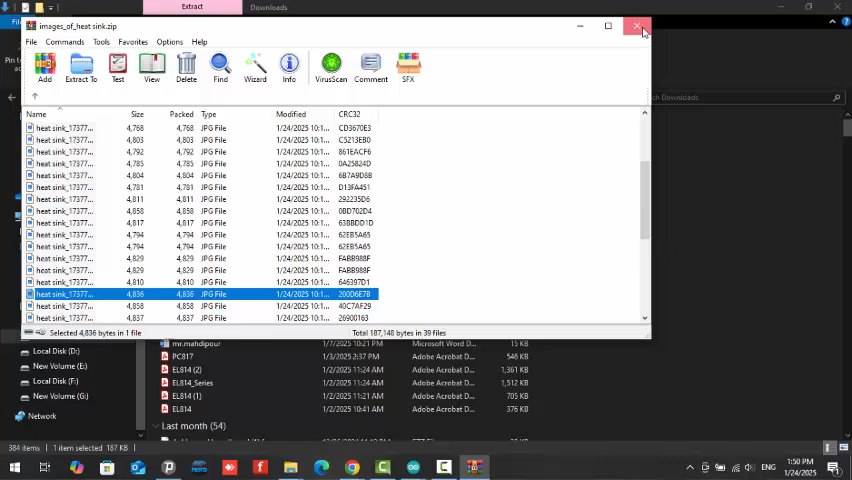 Extract
Downloads
File
images_of_heat sink.zip
File Commands Tools Favorites Options Help
Pin to
Add Extract To Test View Delete Find Wizard Info VirusScan Comment SFX
Downloads
Name Size Packed Type Modified CRC32
heat sink_17377... 4,768 4,768 JPG File 1/24/2025 10:1... CD3670E3
heat sink_17377... 4,803 4,803 JPG File 1/24/2025 10:1... C5213EB0
heat sink_17377... 4,792 4,792 JPG File 1/24/2025 10:1... 861EACF6
heat sink_17377... 4,785 4,785 JPG File 1/24/2025 10:1... 0A25824D
heat sink_17377... 4,804 4,804 JPG File 1/24/2025 10:1... 6B7A9D8B
heat sink_17377... 4,781 4,781 JPG File 1/24/2025 10:1... D13FA451
heat sink_17377... 4,811 4,811 JPG File 1/24/2025 10:1... 292235D6
heat sink_17377... 4,858 4,858 JPG File 1/24/2025 10:1... 0BD702D4
heat sink_17377... 4,817 4,817 JPG File 1/24/2025 10:1... 63BBDD1D
heat sink_17377... 4,794 4,794 JPG File 1/24/2025 10:1... 62EB5A65
heat sink_17377... 4,794 4,794 JPG File 1/24/2025 10:1... 62EB5A65
heat sink_17377... 4,829 4,829 JPG File 1/24/2025 10:1... FABB988F
heat sink_17377... 4,829 4,829 JPG File 1/24/2025 10:1... FABB988F
heat sink_17377... 4,810 4,810 JPG File 1/24/2025 10:1... 646397D1
heat sink_17377... 4,836 4,836 JPG File 1/24/2025 10:1... 200D6E7B
heat sink_17377... 4,858 4,858 JPG File 1/24/2025 10:1... 40C7AF29
heat sink_17377... 4,837 4,837 JPG File 1/24/2025 10:1... 26900163
Selected 4,836 bytes in 1 file Total 187,148 bytes in 39 files
mr.mahdipour 1/7/2025 10:21 PM Microsoft Word D... 15 KB
Local Disk (D:) PC817 1/3/2025 2:37 PM Adobe Acrobat D... 546 KB
New Volume (E:) EL814 (2) 1/2/2025 11:24 AM Adobe Acrobat D... 1,361 KB
Local Disk (F:) EL814_Series 1/2/2025 11:24 AM Adobe Acrobat D... 1,512 KB
New Volume (G:) EL814 (1) 1/2/2025 11:21 AM Adobe Acrobat D... 705 KB
Network EL814 1/2/2025 10:41 AM Adobe Acrobat D... 376 KB
Last month (54)
384 items 1 item selected 187 KB
ENG
1:50 PM
1/24/2025